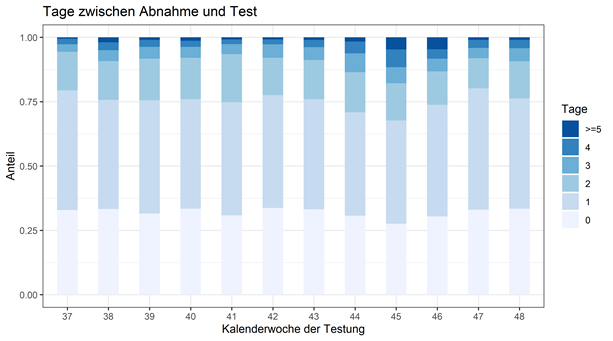 Tage zwischen Abnahme und Test
1.00
0.75
0.50
0.25
0.00
Anteil
37 38 39 40 41 42 43 44 45 46 47 48
Kalenderwoche der Testung
Tage
>=5
4
3
2
1
0